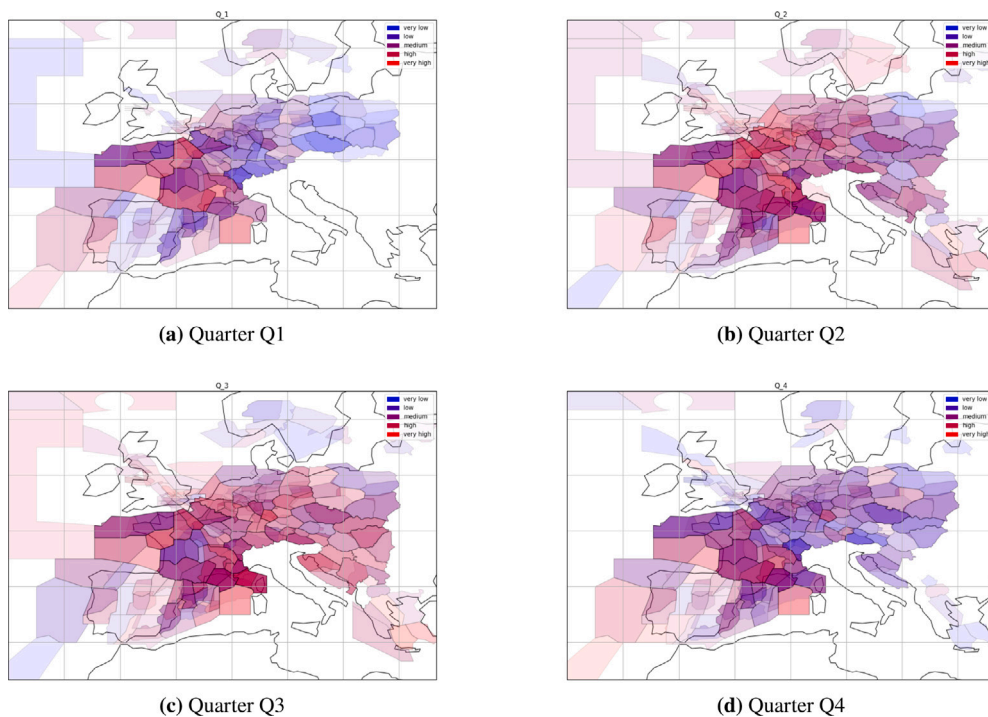 Q_1
very low
low
medium
high
very high
(a) Quarter Q1
Q_2
very low
low
medium
high
very high
(b) Quarter Q2
Q_3
very low
low
medium
high
very high
(c) Quarter Q3
Q_4
very low
low
medium
high
very high
(d) Quarter Q4